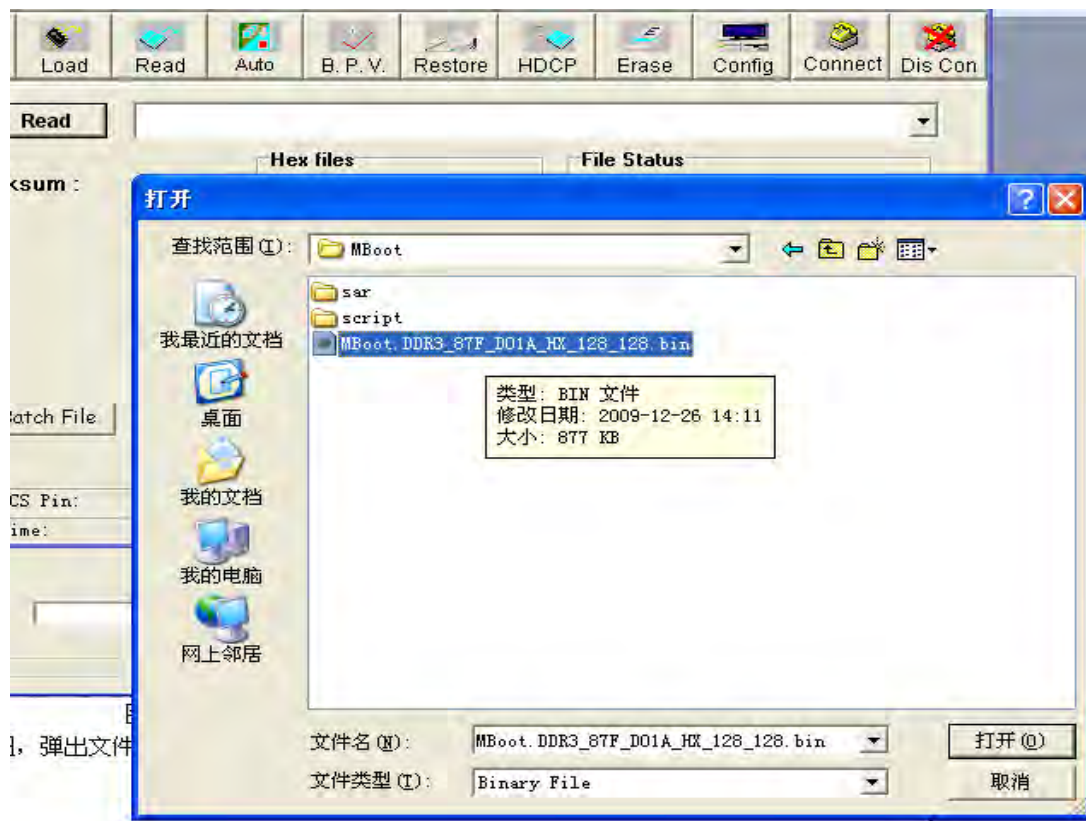 Load Read Auto B. P. V. Restore HDCP Erase Config Connect Dis Con
Read
Hex files File Status
ksum :
打开
查找范围(I): MBoot
sar
script
MBoot.DDR3_87F_D01A_HX_128_128.bin
我最近的文档
类型: BIN 文件
修改日期: 2009-12-26 14:11
大小: 877 KB
桌面
atch File
我的文档
CS Pin:
ime:
我的电脑
网上邻居
，弹出文件
文件名(N): MBoot.DDR3_87F_D01A_HX_128_128.bin 打开(O)
文件类型(T): Binary File 取消